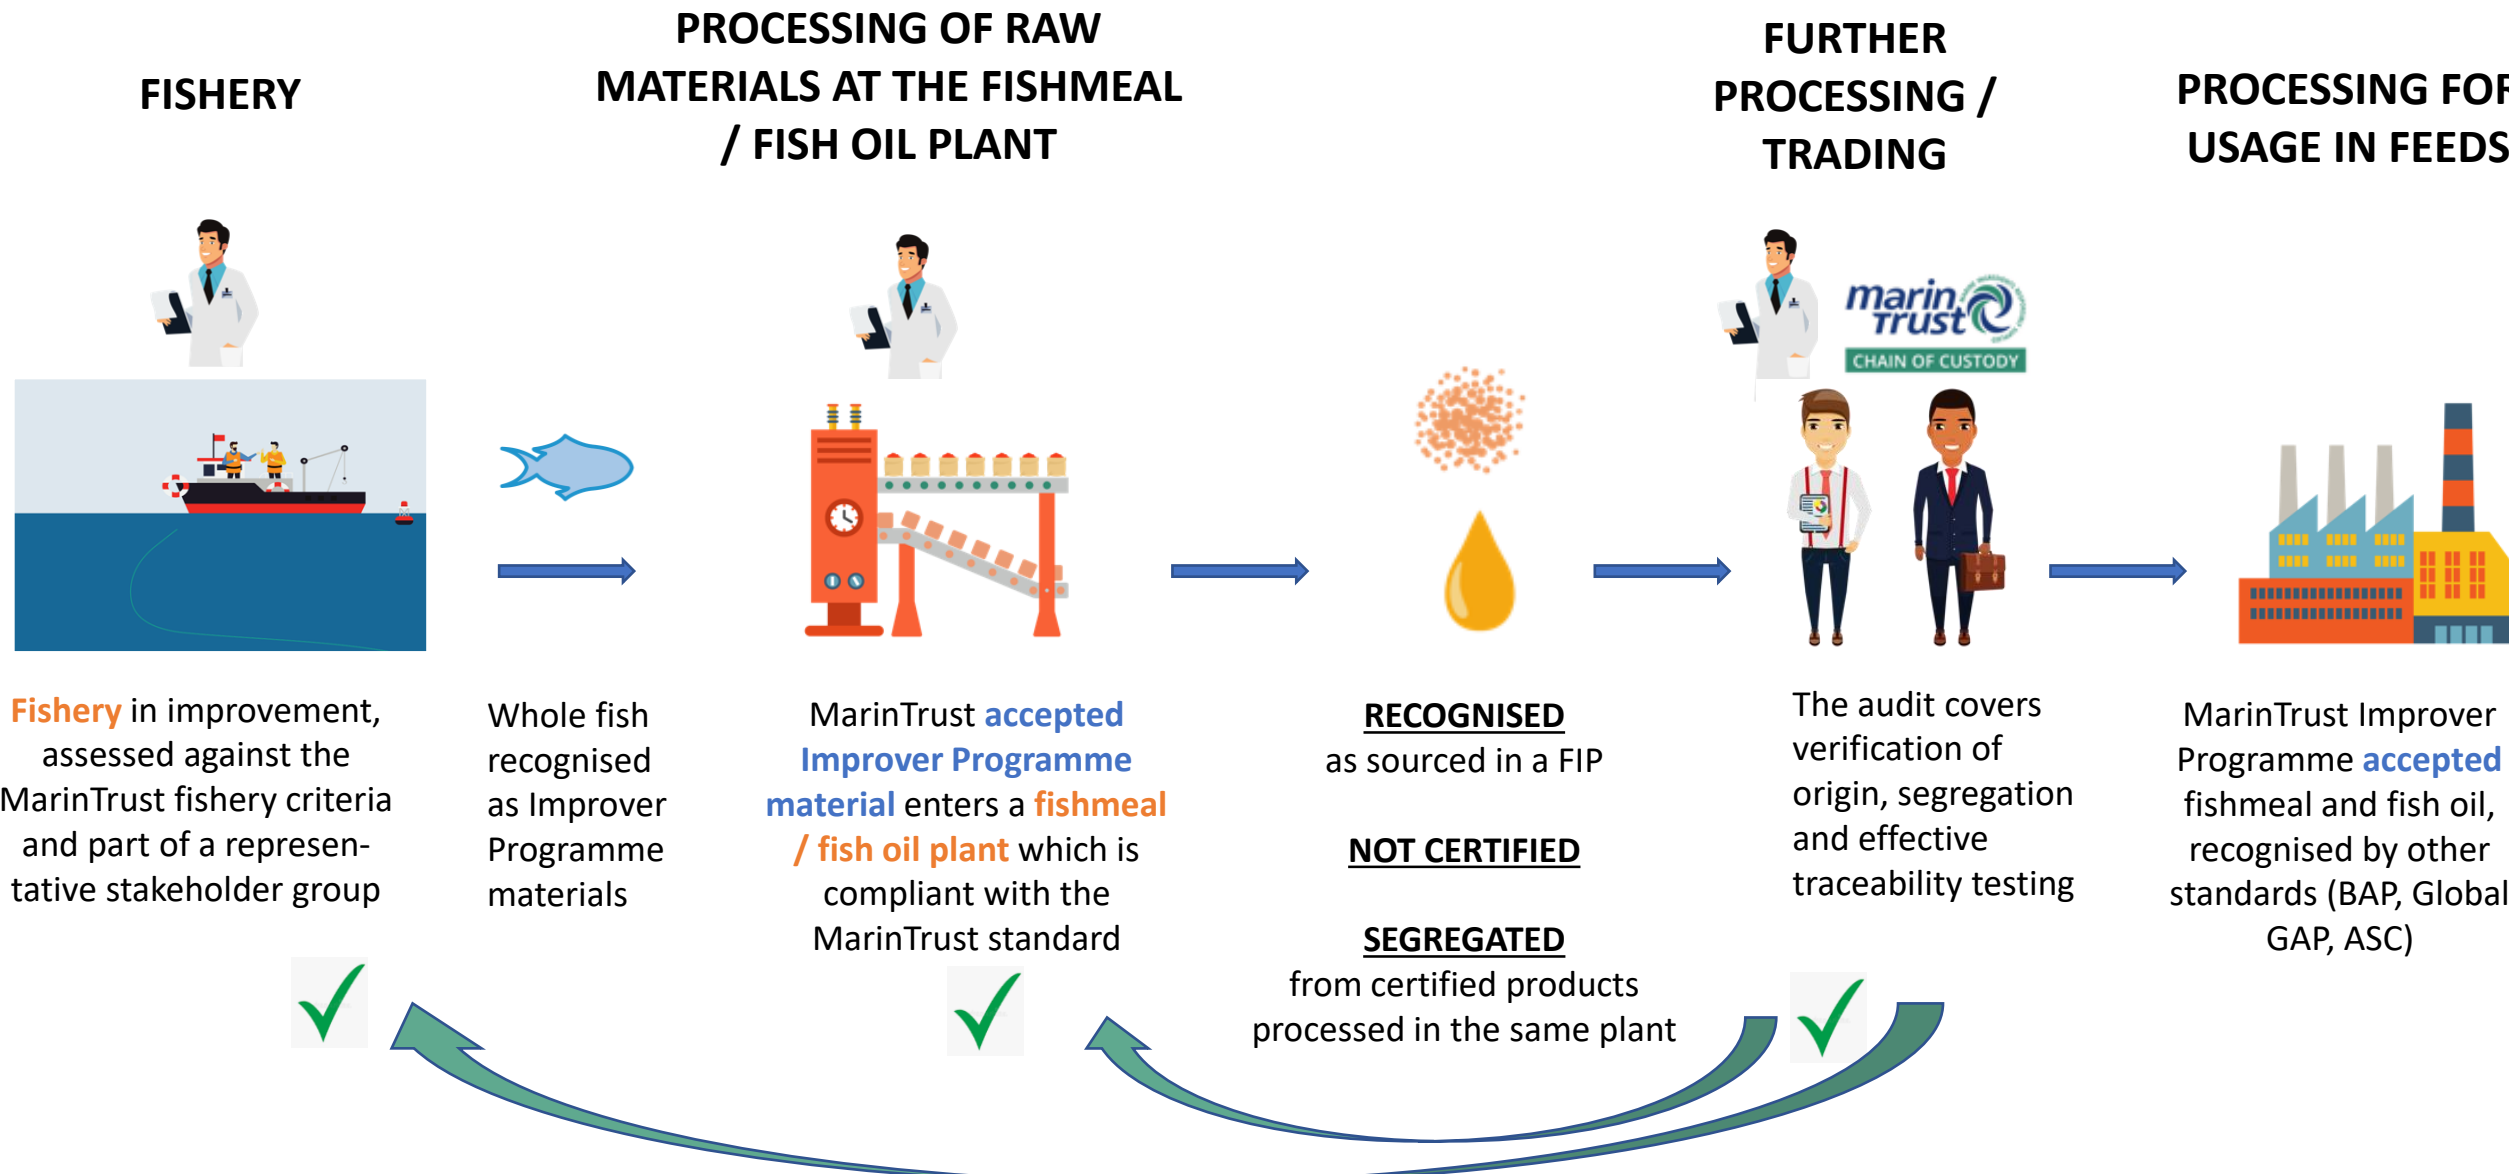 FISHERY
PROCESSING OF RAW
MATERIALS AT THE FISHMEAL
/ FISH OIL PLANT
FURTHER
PROCESSING /
TRADING
PROCESSING FOR
USAGE IN FEEDS
marin
Trust
CHAIN OF CUSTODY
Fishery in improvement,
assessed against the
MarinTrust fishery criteria
and part of a represen-
tative stakeholder group
Whole fish
recognised
as Improver
Programme
materials
MarinTrust accepted
Improver Programme
material enters a fishmeal
/ fish oil plant which is
compliant with the
MarinTrust standard
RECOGNISED
as sourced in a FIP
NOT CERTIFIED
SEGREGATED
from certified products
processed in the same plant
The audit covers
verification of
origin, segregation
and effective
traceability testing
MarinTrust Improver
Programme accepted
fishmeal and fish oil,
recognised by other
standards (BAP, Global
GAP, ASC)